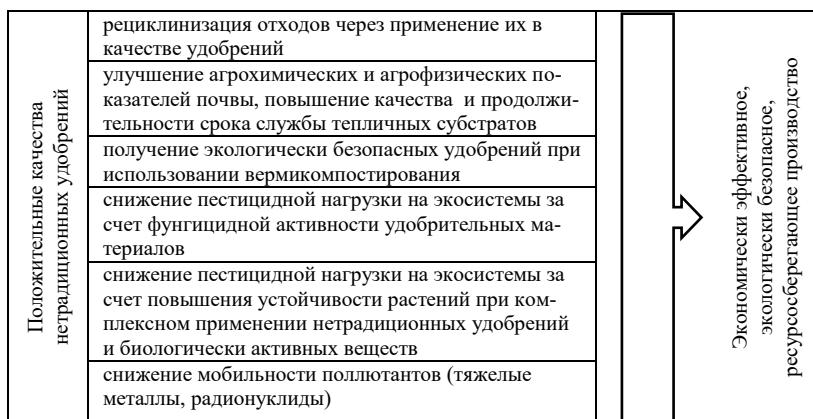 Положительные качества
нетрадиционных удобрений
рециклинизация отходов через применение их в
качестве удобрений
улучшение агрохимических и агрофизических по-
казателей почвы, повышение качества и продолжи-
тельности срока службы тепличных субстратов
получение экологически безопасных удобрений при
использовании вермикомпостирования
снижение пестицидной нагрузки на экосистемы за
счет фунгицидной активности удобрительных ма-
териалов
снижение пестицидной нагрузки на экосистемы за
счет повышения устойчивости растений при ком-
плексном применении нетрадиционных удобрений
и биологически активных веществ
снижение мобильности поллютантов (тяжелые
металлы, радионуклиды)
Экономически эффективное,
экологически безопасное,
ресурсосберегающее производство